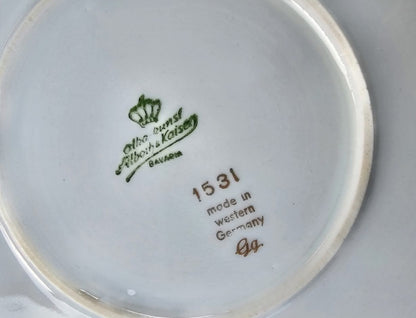 alka kunst
Alboth & Kaiser
BAVARIA
1531
made in
western
Germany